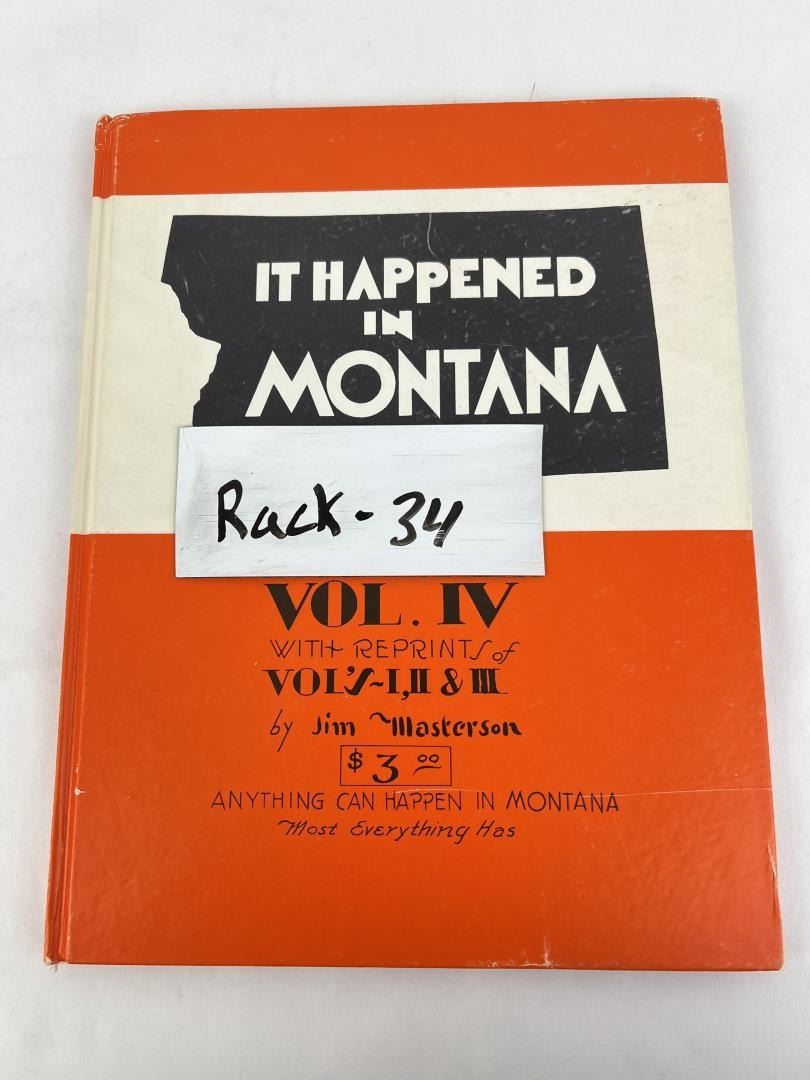 IT HAPPENED
IN
MONTANA
Rack - 34
VOL. IV
WITH REPRINTS of
VOL'S~I, II & III
by Jim Masterson
$3 00
ANYTHING CAN HAPPEN IN MONTANA
Most Everything Has